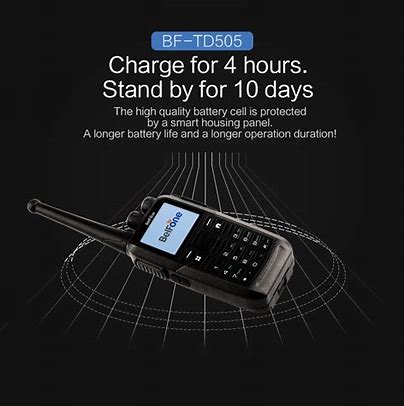 BF-TD505
Charge for 4 hours.
Stand by for 10 days
The high quality battery cell is protected
by a smart housing panel.
A longer battery life and a longer operation duration!
BelFone